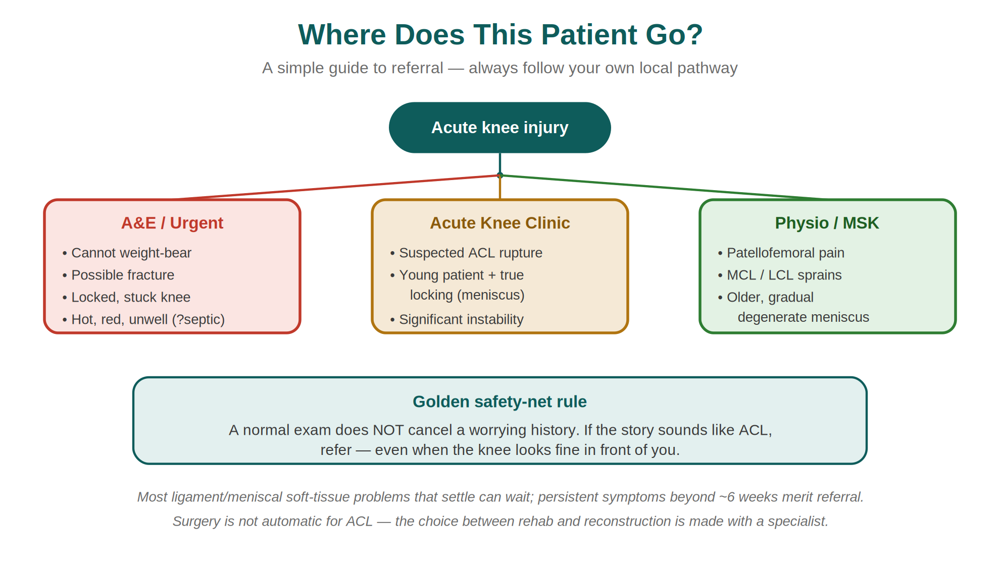 Where Does This Patient Go?
A simple guide to referral — always follow your own local pathway
Acute knee injury
A&E / Urgent
• Cannot weight-bear
• Possible fracture
• Locked, stuck knee
• Hot, red, unwell (?septic)
Acute Knee Clinic
• Suspected ACL rupture
• Young patient + true
locking (meniscus)
• Significant instability
Physio / MSK
• Patellofemoral pain
• MCL / LCL sprains
• Older, gradual
degenerate meniscus
Golden safety-net rule
A normal exam does NOT cancel a worrying history. If the story sounds like ACL,
refer — even when the knee looks fine in front of you.
Most ligament/meniscal soft-tissue problems that settle can wait; persistent symptoms beyond ~6 weeks merit referral.
Surgery is not automatic for ACL — the choice between rehab and reconstruction is made with a specialist.